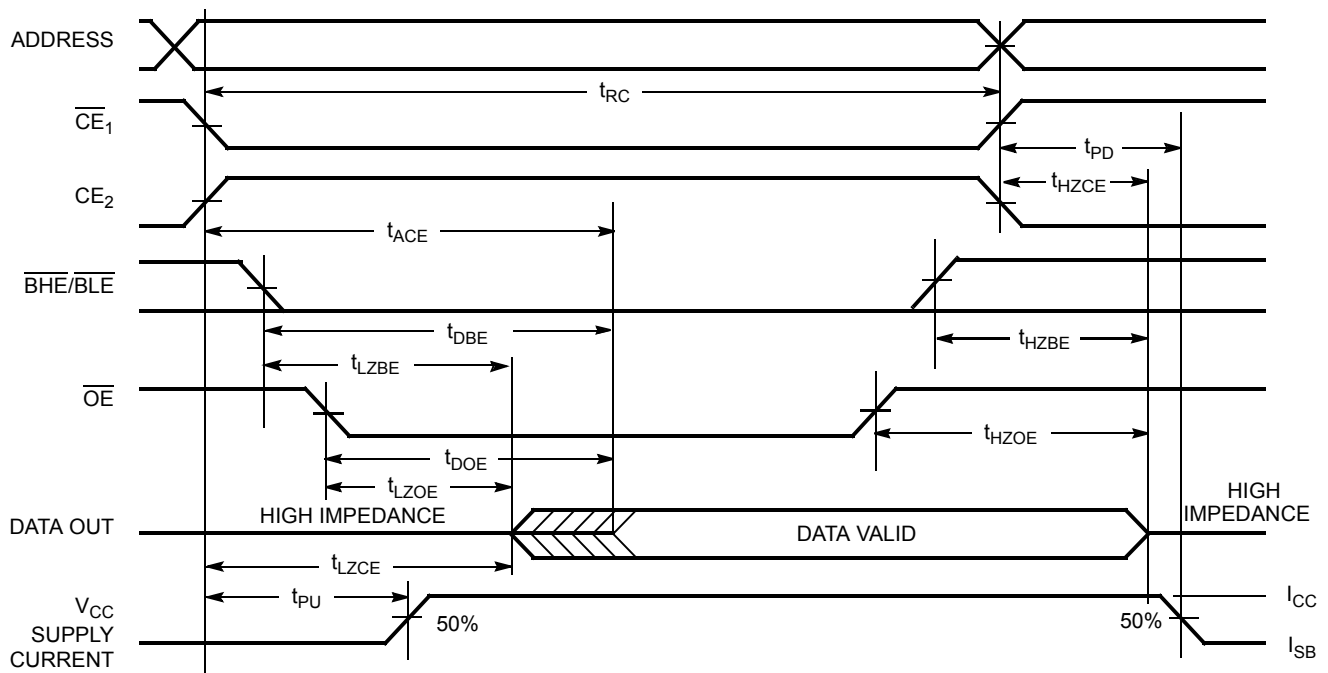 ADDRESS
tRC
CE1
tPD
tHZCE
CE2
tACE
BHE/BLE
tDBE
tHZBE
tLZBE
OE
tHZOE
tDOE
tLZOE
HIGH IMPEDANCE
HIGH
IMPEDANCE
DATA OUT
DATA VALID
tLZCE
tPU
VCC
SUPPLY
CURRENT
50%
50%
ICC
ISB